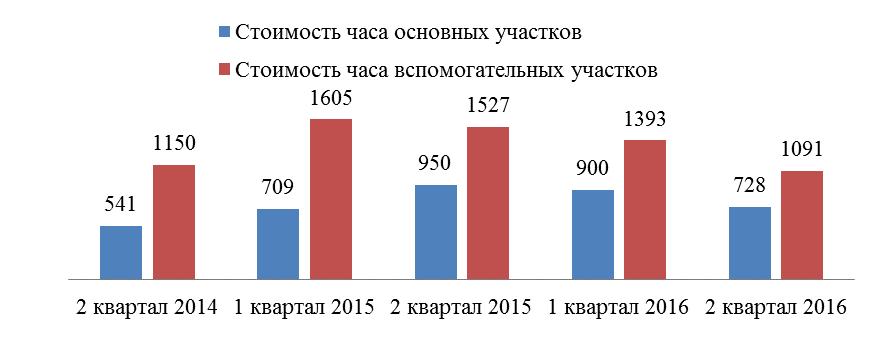 Стоимость часа основных участков
Стоимость часа вспомогательных участков
541 1150 709 1605 950 1527 900 1393 728 1091
2 квартал 2014 1 квартал 2015 2 квартал 2015 1 квартал 2016 2 квартал 2016